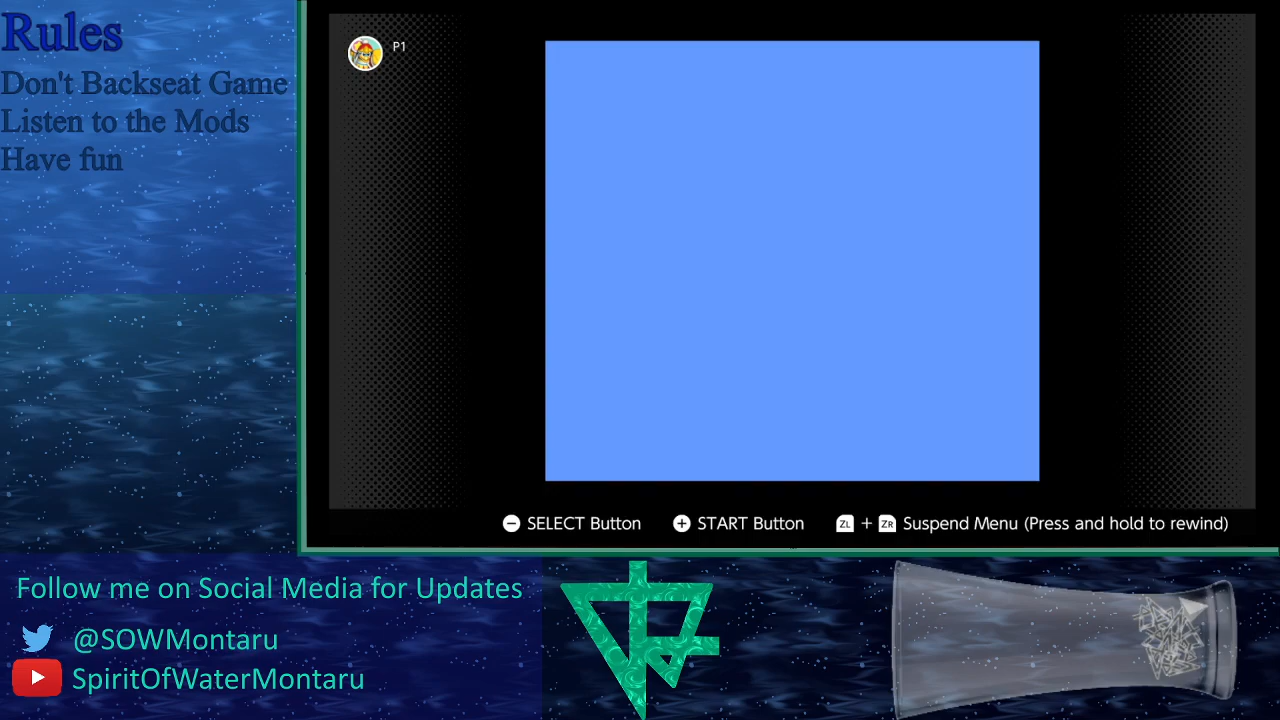 Rules
Don't Backseat Game
Listen to the Mods
Have fun
P1
SELECT Button
START Button
ZL + ZR Suspend Menu (Press and hold to rewind)
Follow me on Social Media for Updates
@SOWMontaru
SpiritOfWaterMontaru